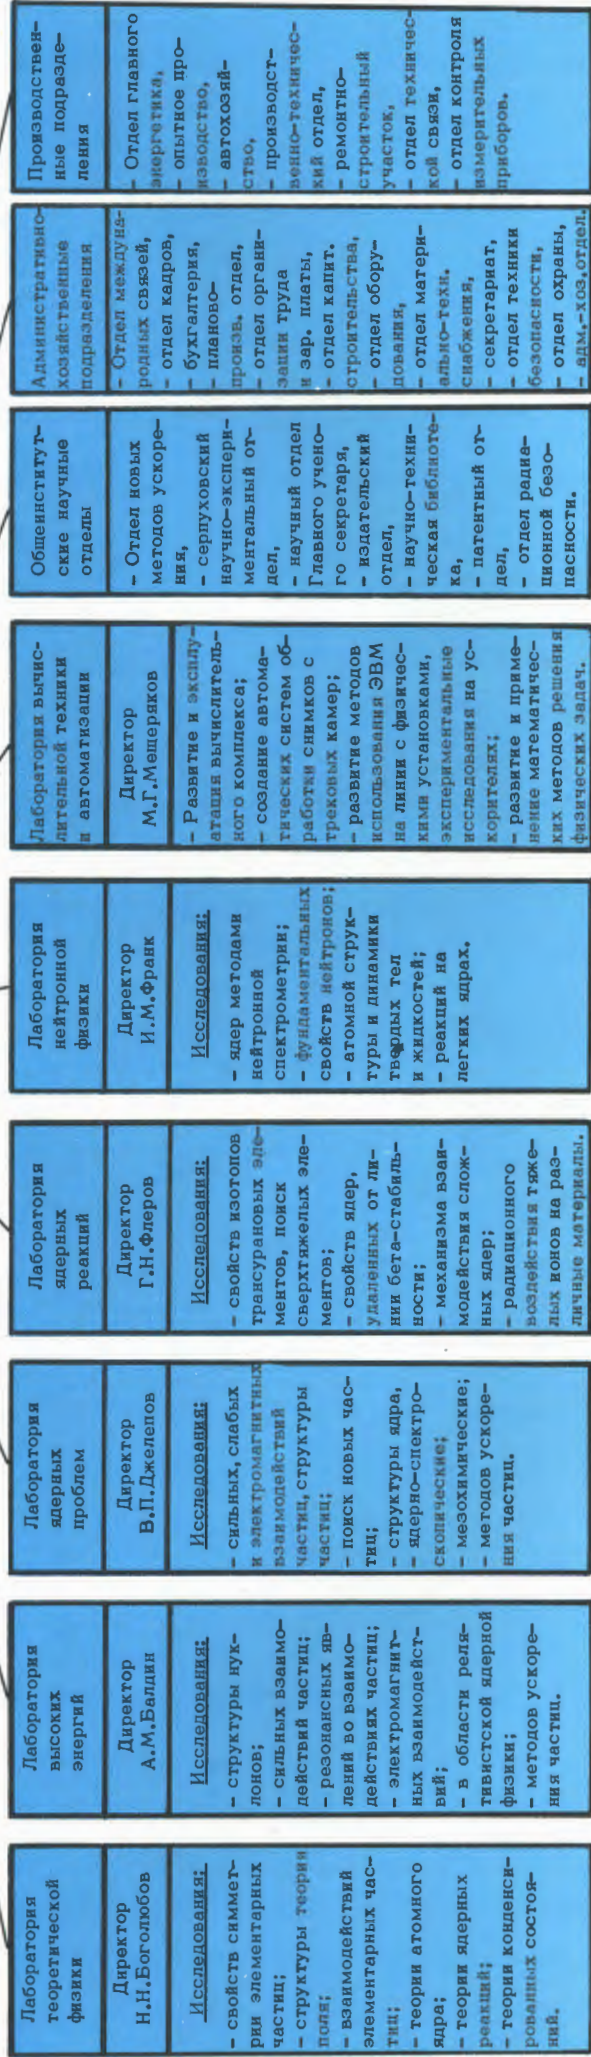 Лаборатория
теоретической
физики
Директор
Н.Н.Боголюбов
Исследования:
- свойств симмет-
рии элементарных
частиц;
- структуры теории
поля;
- взаимодействий
элементарных час-
тиц;
- теории атомного
ядра;
- теории ядерных
реакций;
- теории конденси-
рованных состоя-
ний.
Лаборатория
высоких
энергий
Директор
А.М.Балдин
Исследования:
- структуры нук-
лонов;
- сильных взаимо-
действий частиц;
- резонансных яв-
лений во взаимо-
действиях частиц;
- электромагнит-
ных взаимодейст-
вий;
- в области реля-
тивистской ядерной
физики;
- методов ускоре-
ния частиц.
Лаборатория
ядерных
проблем
Директор
В.П.Джелепов
Исследования:
- сильных, слабых
и электромагнитных
взаимодействий
частиц, структуры
частиц;
- поиск новых час-
тиц;
- структуры ядра,
- ядерно-спектро-
скопические;
- мезохимические;
- методов ускоре-
ния частиц.
Лаборатория
ядерных
реакций
Директор
Г.Н.Флеров
Исследования:
- свойств изотопов
трансурановых эле-
ментов, поиск
сверхтяжелых эле-
ментов;
- свойств ядер,
удаленных от ли-
нии бета-стабиль-
ности;
- механизма взаи-
модействия слож-
ных ядер;
- радиационного
воздействия тяже-
лых ионов на раз-
личные материалы.
Лаборатория
нейтронной
физики
Директор
И.М.Франк
Исследования:
- ядер методами
нейтронной
спектрометрии;
- фундаментальных
свойств нейтронов;
- атомной струк-
туры и динамики
твердых тел
и жидкостей;
- реакций на
легких ядрах.
Лаборатория вычис-
лительной техники
и автоматизации
Директор
М.Г.Мещеряков
- Развитие и эксплу-
атация вычислитель-
ного комплекса;
- создание автома-
тических систем об-
работки снимков с
трековых камер;
- развитие методов
использования ЭВМ
на линии с физичес-
кими установками,
экспериментальные
исследования на ус-
корителях;
- развитие и приме-
нение математичес-
ких методов решения
физических задач.
Общеинститут-
ские научные
отделы
- Отдел новых
методов ускоре-
ния,
- серпуховский
научно-экспери-
ментальный от-
дел,
- научный отдел
Главного учено-
го секретаря,
- издательский
отдел,
- научно-техни-
ческая библиоте-
ка,
- патентный от-
дел,
- отдел радиа-
ционной безо-
пасности.
Административно-
хозяйственные
подразделения
- Отдел междуна-
родных связей,
- отдел кадров,
- бухгалтерия,
- планово-
произв. отдел,
- отдел органи-
зации труда
и зар. платы,
- отдел капит.
строительства,
- отдел обору-
дования,
- отдел матери-
ально-техн.
снабжения,
- секретариат,
- отдел техники
безопасности,
- отдел охраны,
- адм.-хоз.отдел.
Производствен-
ные подразде-
ления
- Отдел главного
энергетика,
- опытное про-
изводство,
- автохозяй-
ство,
- производст-
венно-техничес-
кий отдел,
- ремонтно-
строительный
участок,
- отдел техничес-
кой связи,
- отдел контроля
измерительных
приборов.